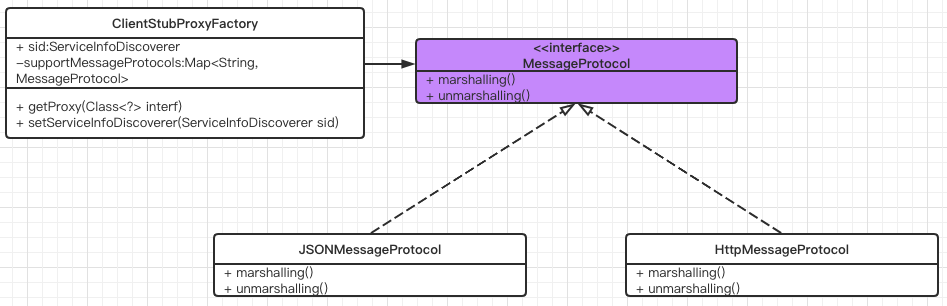 ClientStubProxyFactory
+ sid:ServiceInfoDiscoverer
-supportMessageProtocols:Map<String,
MessageProtocol>
+ getProxy(Class<?> interf)
+ setServiceInfoDiscoverer(ServiceInfoDiscoverer sid)
<<interface>>
MessageProtocol
+ marshalling()
+ unmarshalling()
JSONMessageProtocol
+ marshalling()
+ unmarshalling()
HttpMessageProtocol
+ marshalling()
+ unmarshalling()